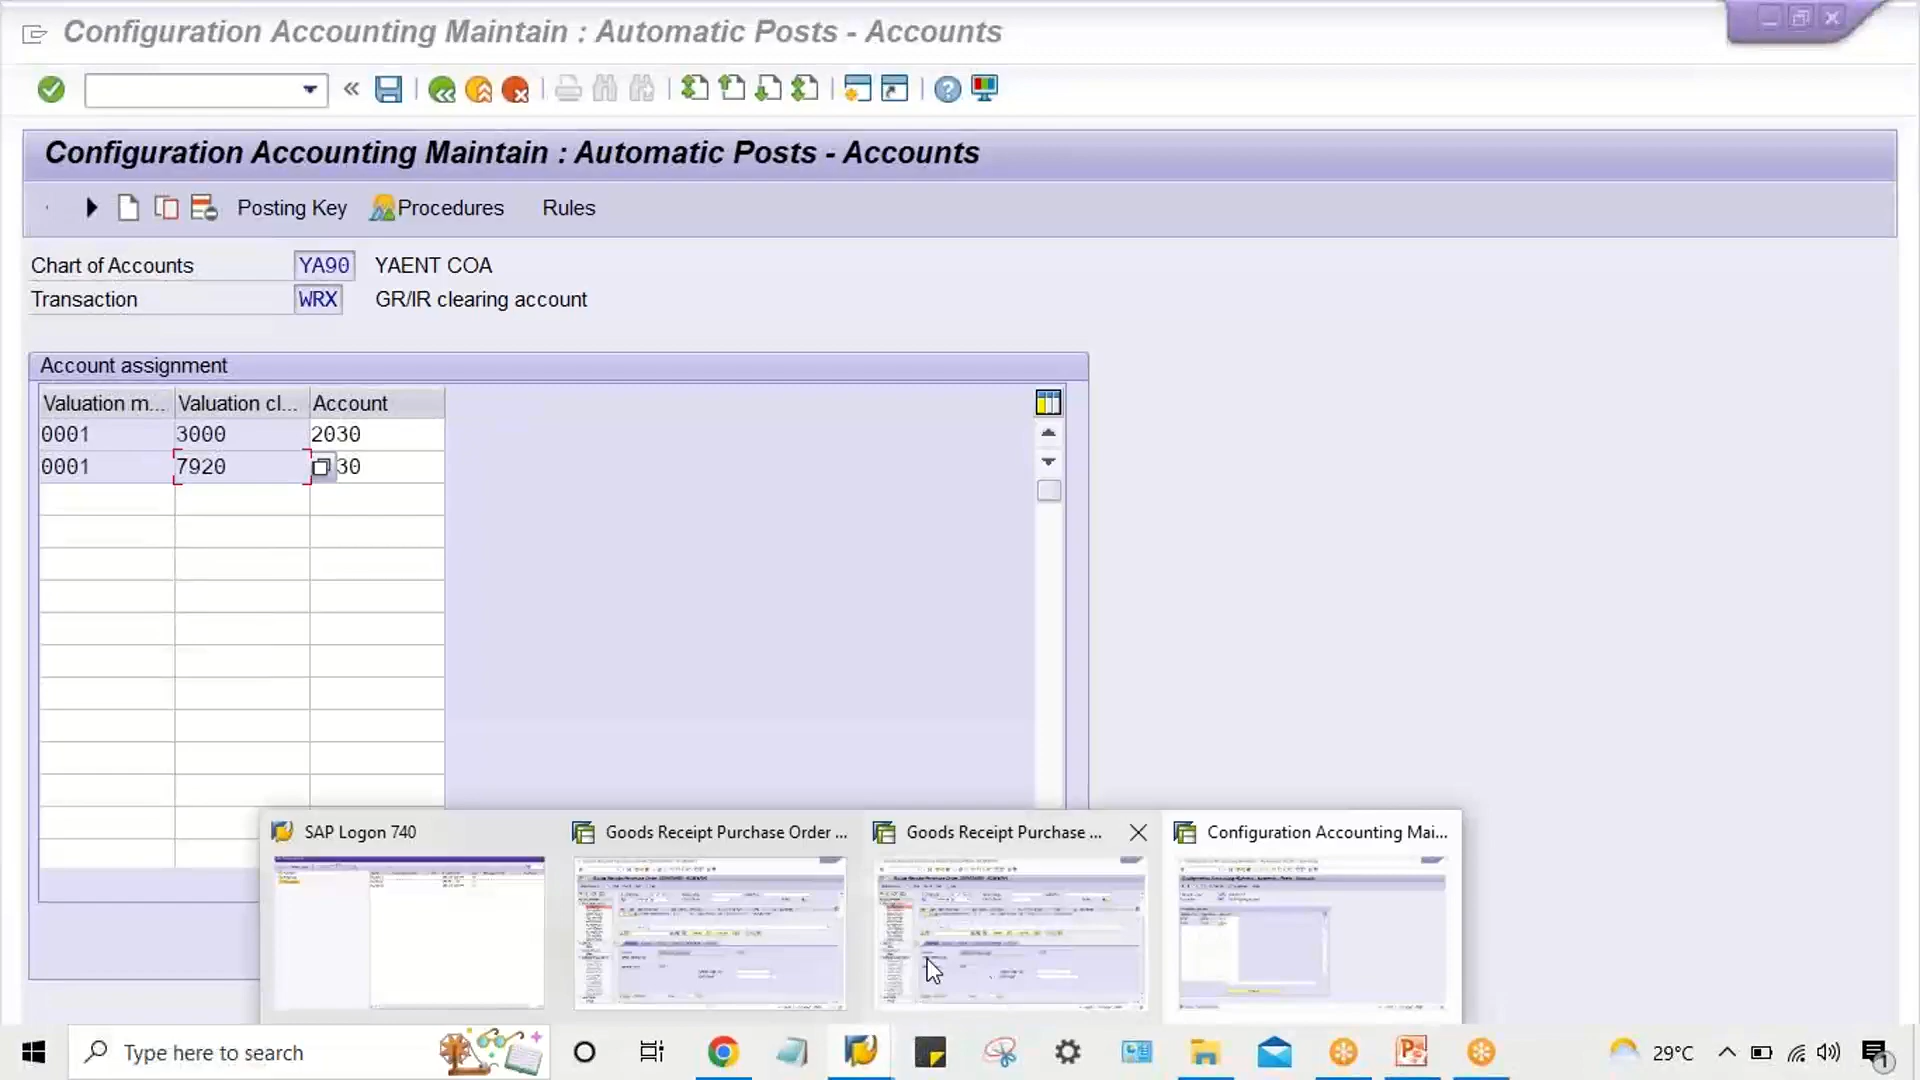 Configuration Accounting Maintain : Automatic Posts - Accounts
Configuration Accounting Maintain : Automatic Posts - Accounts
Posting Key Procedures Rules
Chart of Accounts YA90 YAENT COA
Transaction WRX GR/IR clearing account
Account assignment
Valuation m... Valuation cl... Account
0001 3000 2030
0001 7920 30
SAP Logon 740 Goods Receipt Purchase Order ... Goods Receipt Purchase ... Configuration Accounting Mai...
Type here to search 29°C 1